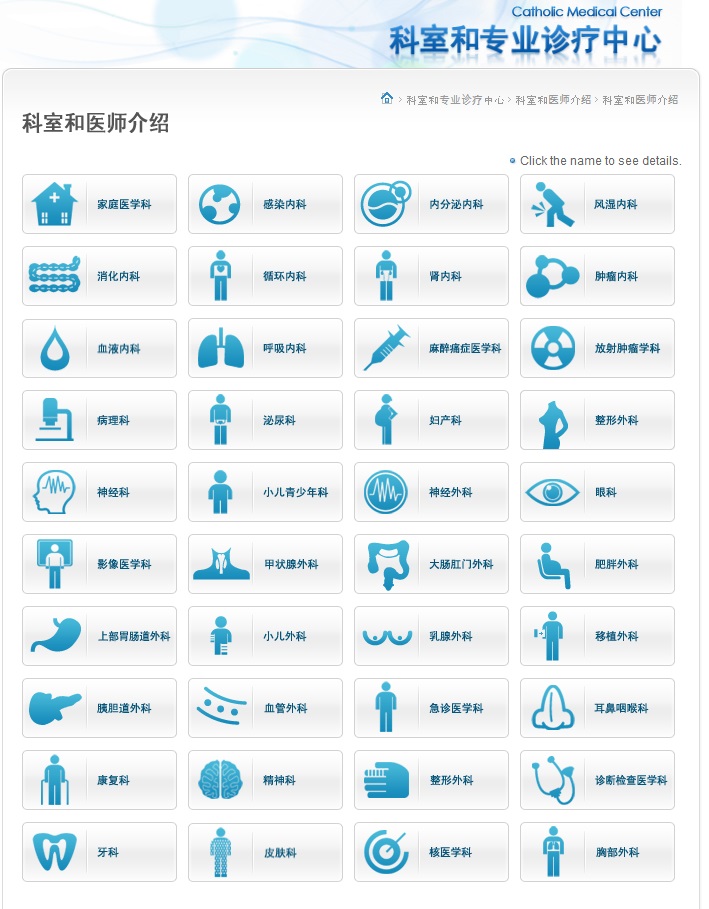 Catholic Medical Center
科室和专业诊疗中心
科室和专业诊疗中心 > 科室和医师介绍 > 科室和医师介绍
科室和医师介绍
Click the name to see details.
家庭医学科 感染内科 内分泌内科 风湿内科
消化内科 循环内科 肾内科 肿瘤内科
血液内科 呼吸内科 麻醉痛症医学科 放射肿瘤学科
病理科 泌尿科 妇产科 整形外科
神经科 小儿青少年科 神经外科 眼科
影像医学科 甲状腺外科 大肠肛门外科 肥胖外科
上部胃肠道外科 小儿外科 乳腺外科 移植外科
胰胆道外科 血管外科 急诊医学科 耳鼻咽喉科
康复科 精神科 整形外科 诊断检查医学科
牙科 皮肤科 核医学科 胸部外科